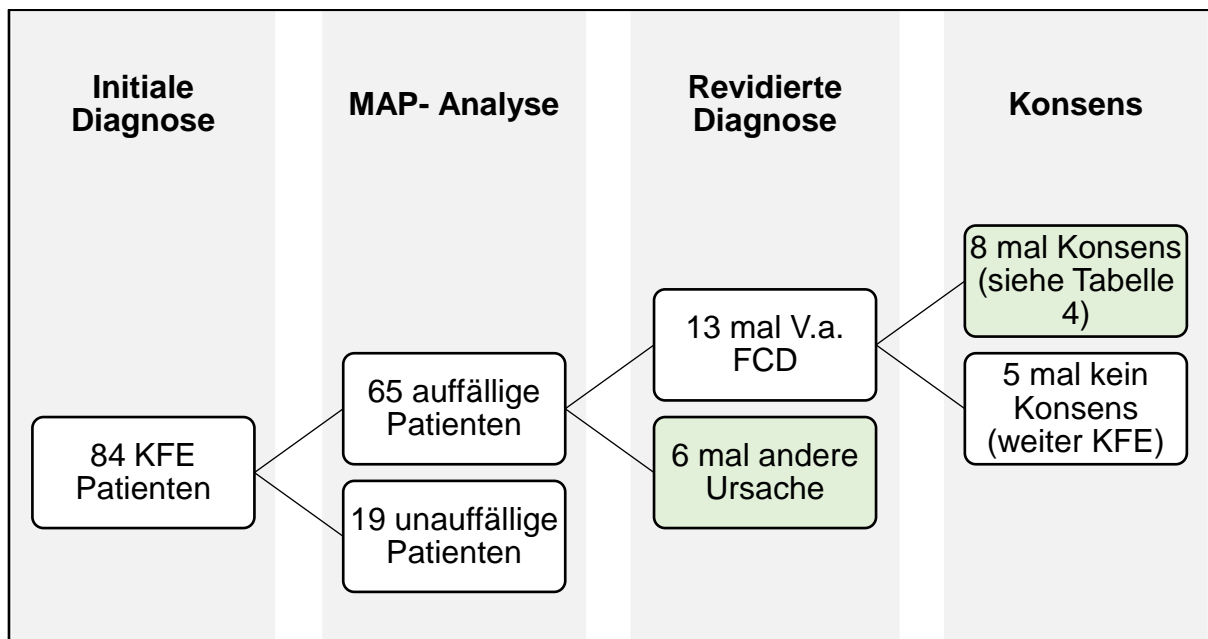 Initiale
Diagnose
MAP- Analyse
Revidierte
Diagnose
Konsens
84 KFE
Patienten
65 auffällige
Patienten
19 unauffällige
Patienten
13 mal V.a.
FCD
6 mal andere
Ursache
8 mal Konsens
(siehe Tabelle
4)
5 mal kein
Konsens
(weiter KFE)